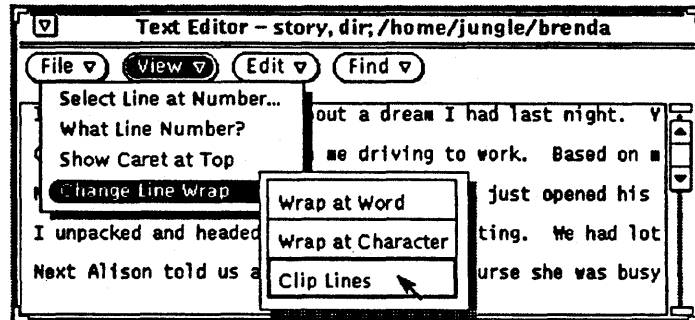 Text Editor – story, dir; /home/jungle/brenda
File View Edit Find
Select Line at Number...
What Line Number?
Show Caret at Top
Change Line Wrap
Wrap at Word
Wrap at Character
Clip Lines
I out a dream I had last night. Y
me driving to work. Based on m
just opened his
I unpacked and headed ting. We had lot
Next Alison told us a urse she was busy